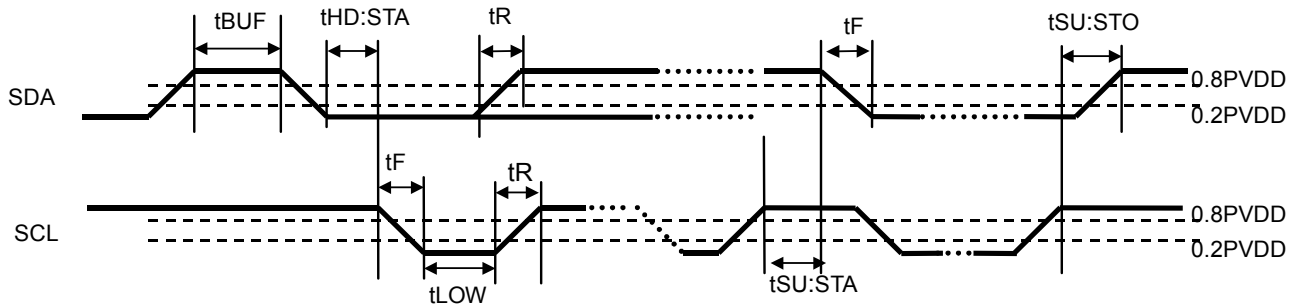 tBUF
tHD:STA
tR
tF
tSU:STO
SDA
0.8PVDD
0.2PVDD
tF
tR
SCL
0.8PVDD
0.2PVDD
tLOW
tSU:STA